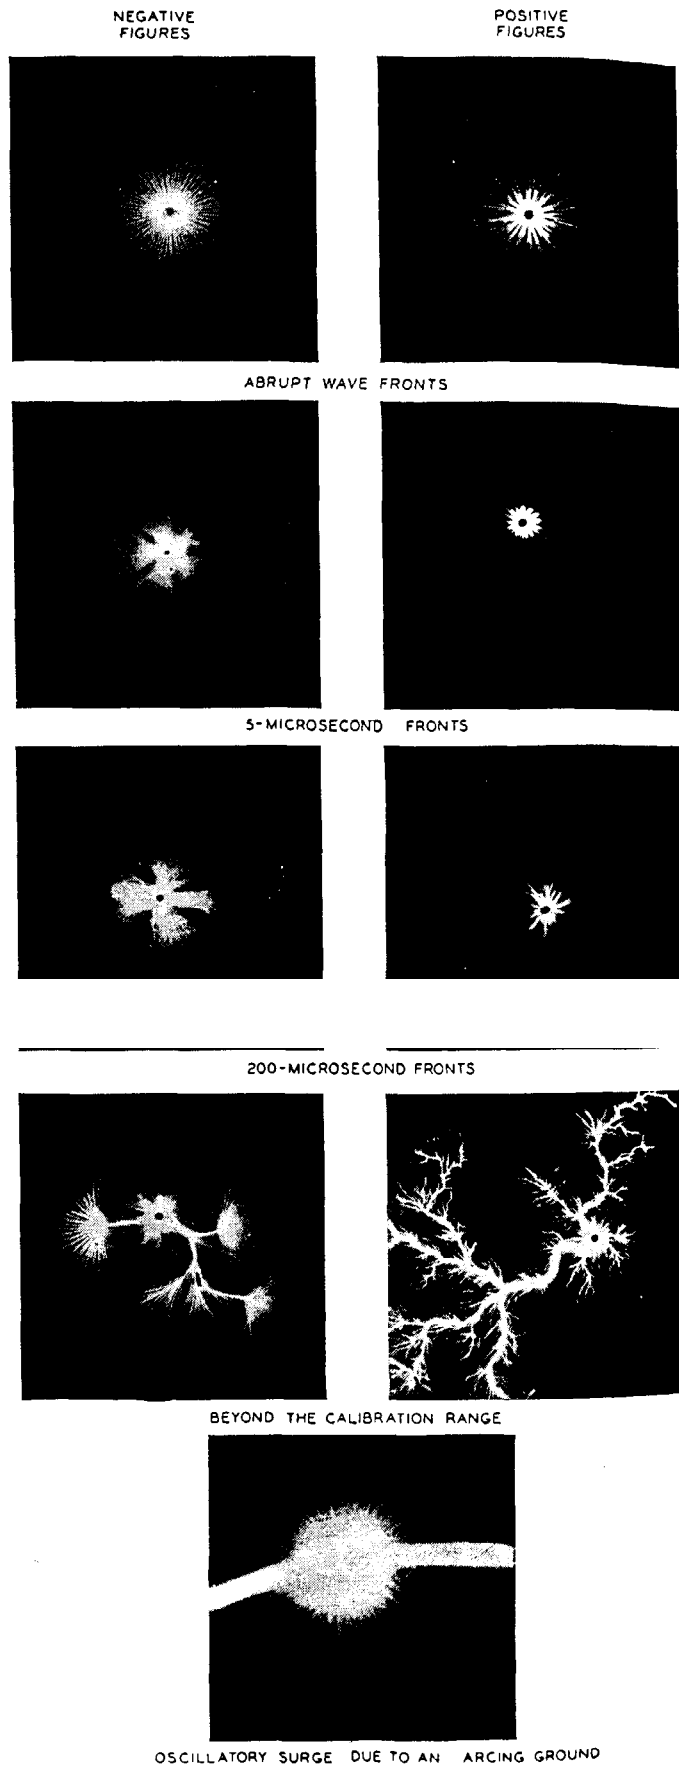 NEGATIVE
FIGURES
POSITIVE
FIGURES
ABRUPT WAVE FRONTS
5-MICROSECOND FRONTS
200-MICROSECOND FRONTS
BEYOND THE CALIBRATION RANGE
OSCILLATORY SURGE DUE TO AN ARCING GROUND